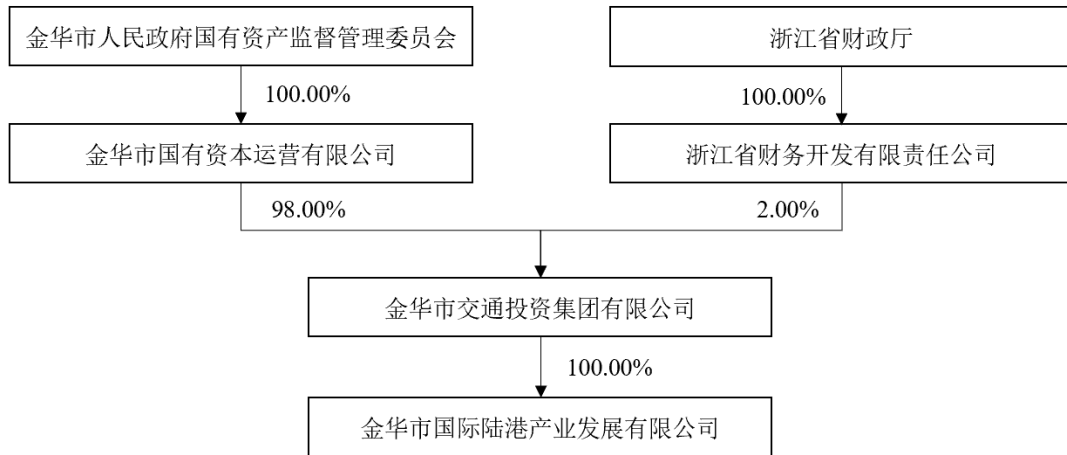 金华市人民政府国有资产监督管理委员会
浙江省财政厅
100.00%
100.00%
金华市国有资本运营有限公司
浙江省财务开发有限责任公司
98.00%
2.00%
金华市交通投资集团有限公司
100.00%
金华市国际陆港产业发展有限公司